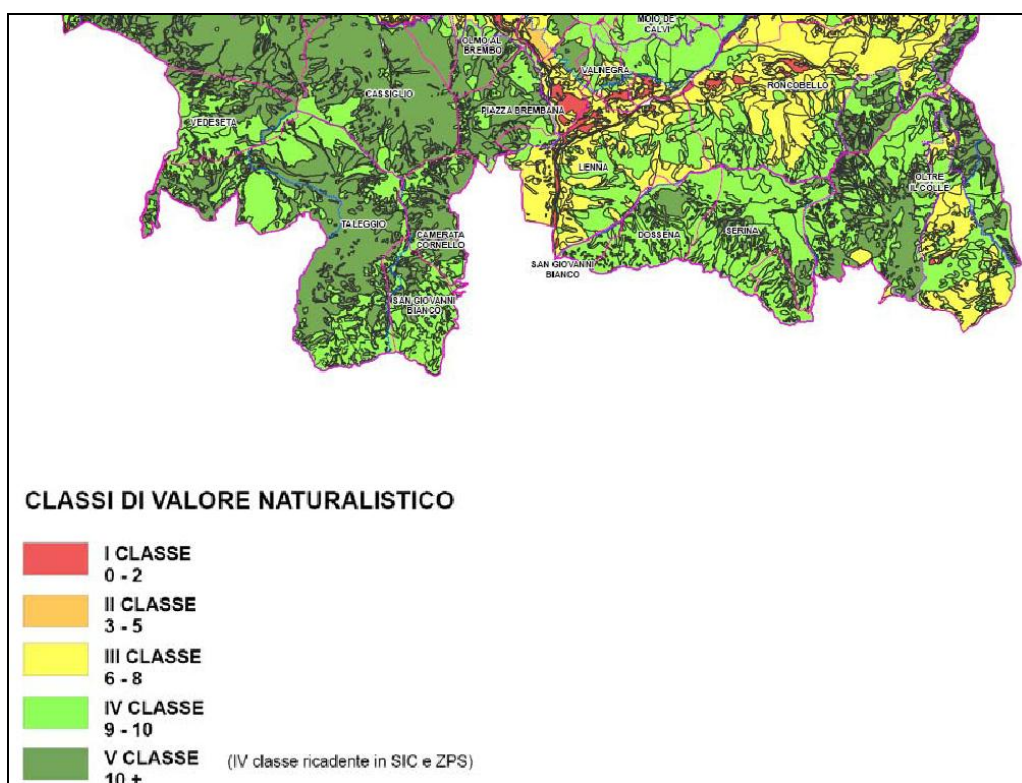 MOIO DE
CALVI
OLMO AL
BREMBO
VALNEGRA
RONCOBELLO
CASSIGLIO
PIAZZA BREMBANA
VEDESETA
LENNA
OLTRE
IL COLLE
TALEGGIO
CAMERATA
CORNELLO
DOSSENA
SERINA
SAN GIOVANNI
BIANCO
SAN GIOVANNI
BIANCO
CLASSI DI VALORE NATURALISTICO
I CLASSE
0 - 2
II CLASSE
3 - 5
III CLASSE
6 - 8
IV CLASSE
9 - 10
V CLASSE (IV classe ricadente in SIC e ZPS)
10 +